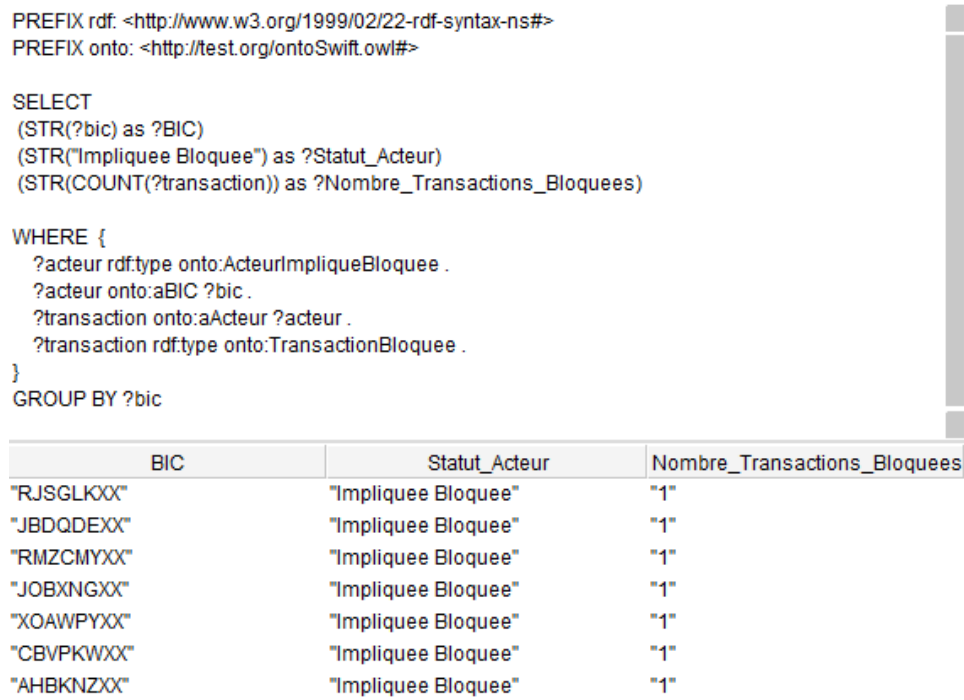 PREFIX rdf: <http://www.w3.org/1999/02/22-rdf-syntax-ns#>
PREFIX onto: <http://test.org/ontoSwift.owl#>
SELECT
(STR(?bic) as ?BIC)
(STR("Impliquee Bloquee") as ?Statut_Acteur)
(STR(COUNT(?transaction)) as ?Nombre_Transactions_Bloquees)
WHERE {
?acteur rdf:type onto:ActeurImpliqueBloquee .
?acteur onto:aBIC ?bic .
?transaction onto:aActeur ?acteur .
?transaction rdf:type onto:TransactionBloquee .
}
GROUP BY ?bic
BIC Statut_Acteur Nombre_Transactions_Bloquees
"RJSGLKXX" "Impliquee Bloquee" "1"
"JBDQDEXX" "Impliquee Bloquee" "1"
"RMZCMYXX" "Impliquee Bloquee" "1"
"JOBXNGXX" "Impliquee Bloquee" "1"
"XOAWPYXX" "Impliquee Bloquee" "1"
"CBVPKWXX" "Impliquee Bloquee" "1"
"AHBKNZXX" "Impliquee Bloquee" "1"